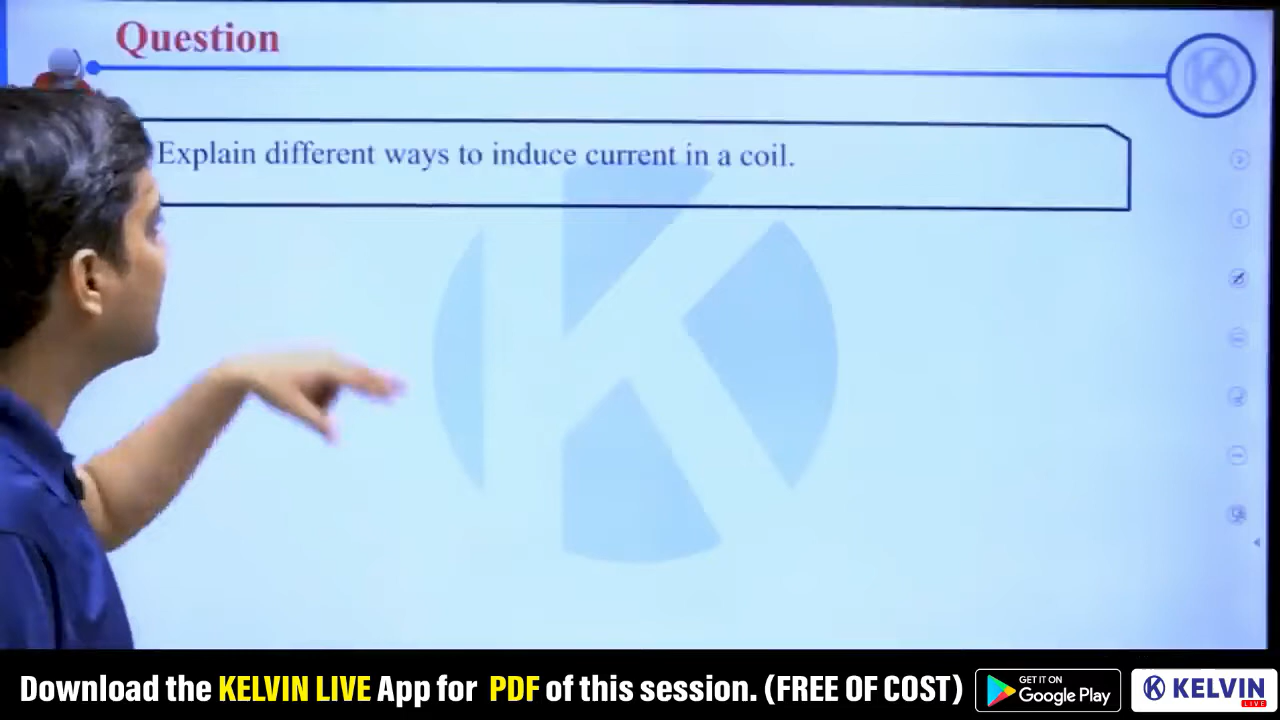 Question
Explain different ways to induce current in a coil.
Download the KELVIN LIVE App for PDF of this session. (FREE OF COST)
GET IT ON
Google Play
KELVIN
LIVE